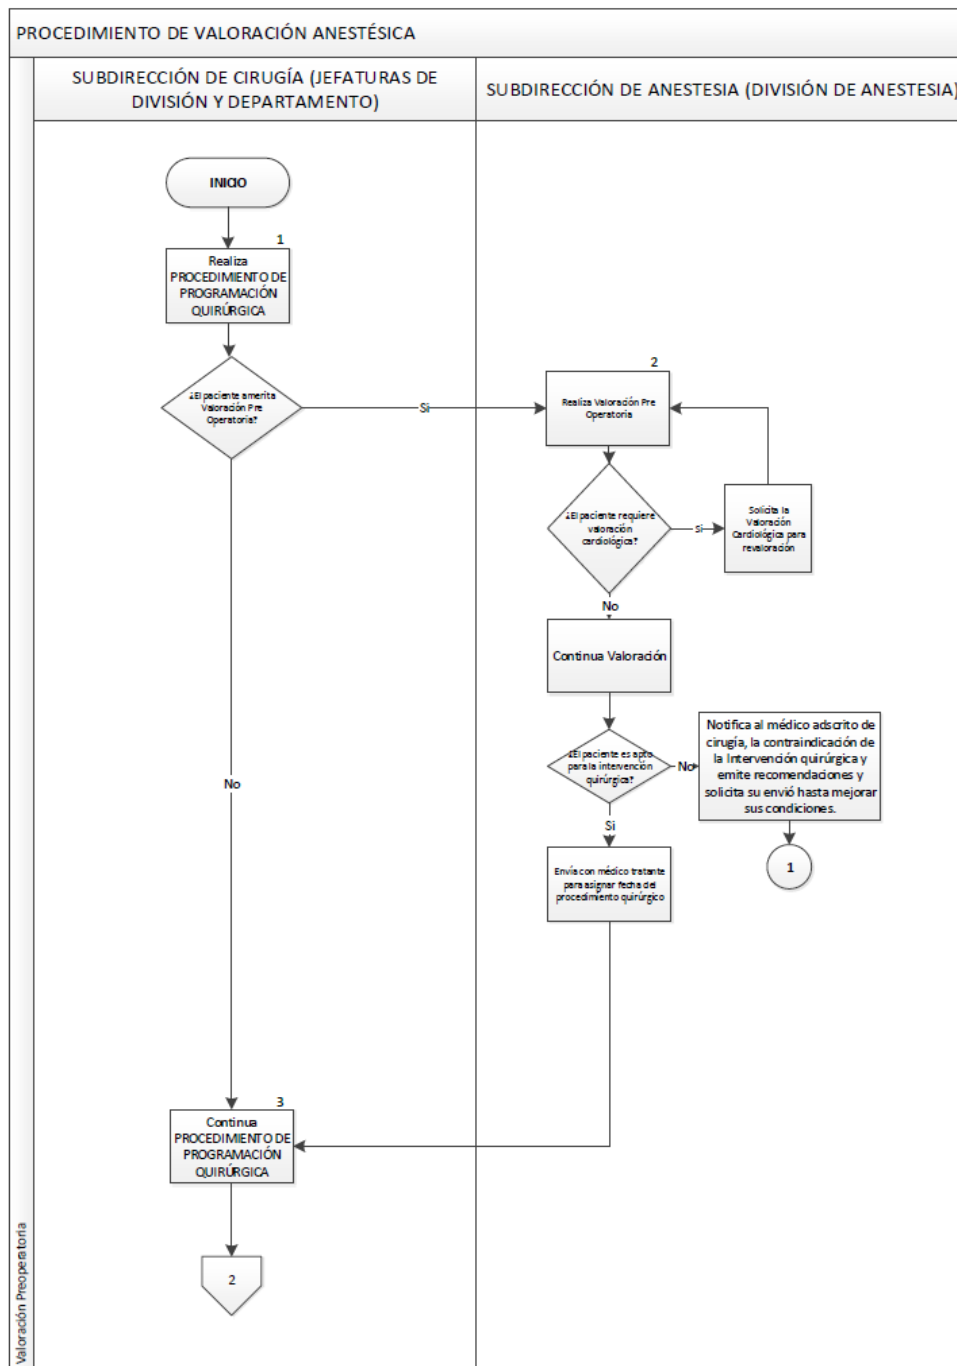 PROCEDIMIENTO DE VALORACIÓN ANESTÉSICA
SUBDIRECCIÓN DE CIRUGÍA (JEFATURAS DE
DIVISIÓN Y DEPARTAMENTO)
SUBDIRECCIÓN DE ANESTESIA (DIVISIÓN DE ANESTESIA)
INICIO
1
Realiza
PROCEDIMIENTO DE
PROGRAMACIÓN
QUIRÚRGICA
¿El paciente amerita
Valoración Pre
Operatoria?
Si
2
Realiza Valoración Pre
Operatoria
¿El paciente requiere
valoración
cardiológica?
si
Solicita la
Valoración
Cardiológica para
revaloración
No
Continua Valoración
¿El paciente es apto
para la intervención
quirúrgica?
No
Notifica al médico adscrito de
cirugía, la contraindicación de
la Intervención quirúrgica y
emite recomendaciones y
solicita su envió hasta mejorar
sus condiciones.
1
Si
Envía con médico tratante
para asignar fecha del
procedimiento quirúrgico
No
3
Continua
PROCEDIMIENTO DE
PROGRAMACIÓN
QUIRÚRGICA
2
Valoración Preoperatoria